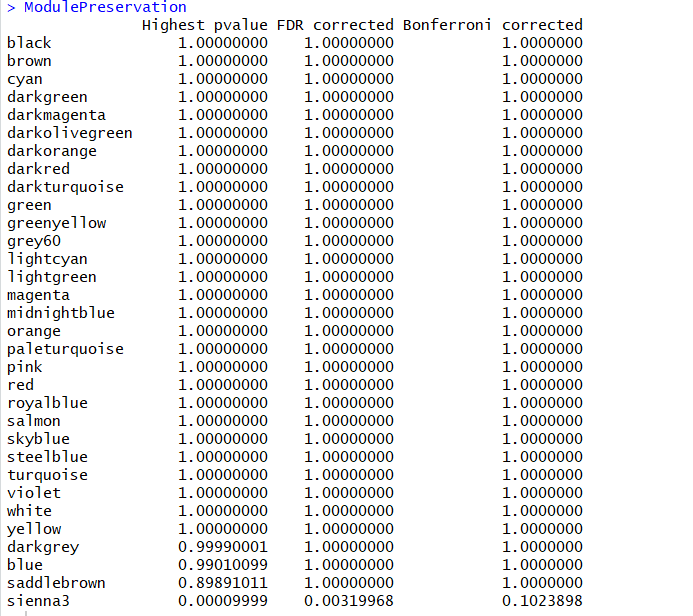 > ModulePreservation
Highest pvalue FDR corrected Bonferroni corrected
black 1.00000000 1.00000000 1.0000000
brown 1.00000000 1.00000000 1.0000000
cyan 1.00000000 1.00000000 1.0000000
darkgreen 1.00000000 1.00000000 1.0000000
darkmagenta 1.00000000 1.00000000 1.0000000
darkolivegreen 1.00000000 1.00000000 1.0000000
darkorange 1.00000000 1.00000000 1.0000000
darkred 1.00000000 1.00000000 1.0000000
darkturquoise 1.00000000 1.00000000 1.0000000
green 1.00000000 1.00000000 1.0000000
greenyellow 1.00000000 1.00000000 1.0000000
grey60 1.00000000 1.00000000 1.0000000
lightcyan 1.00000000 1.00000000 1.0000000
lightgreen 1.00000000 1.00000000 1.0000000
magenta 1.00000000 1.00000000 1.0000000
midnightblue 1.00000000 1.00000000 1.0000000
orange 1.00000000 1.00000000 1.0000000
paleturquoise 1.00000000 1.00000000 1.0000000
pink 1.00000000 1.00000000 1.0000000
red 1.00000000 1.00000000 1.0000000
royalblue 1.00000000 1.00000000 1.0000000
salmon 1.00000000 1.00000000 1.0000000
skyblue 1.00000000 1.00000000 1.0000000
steelblue 1.00000000 1.00000000 1.0000000
turquoise 1.00000000 1.00000000 1.0000000
violet 1.00000000 1.00000000 1.0000000
white 1.00000000 1.00000000 1.0000000
yellow 1.00000000 1.00000000 1.0000000
darkgrey 0.99990001 1.00000000 1.0000000
blue 0.99010099 1.00000000 1.0000000
saddlebrown 0.89891011 1.00000000 1.0000000
sienna3 0.00009999 0.00319968 0.1023898